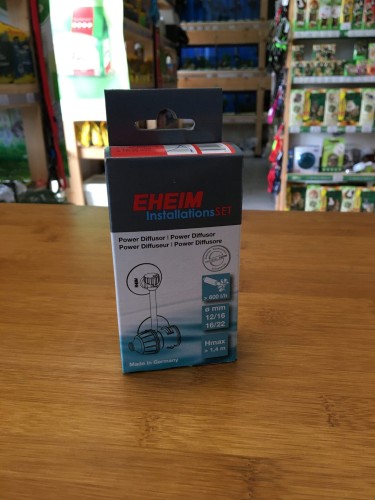 EHEIM
InstallationsSET
Power Diffusor | Power Diffusor
Power Diffuseur | Power Diffusore
ø mm
12/16
16/22
Hmax
Made in Germany